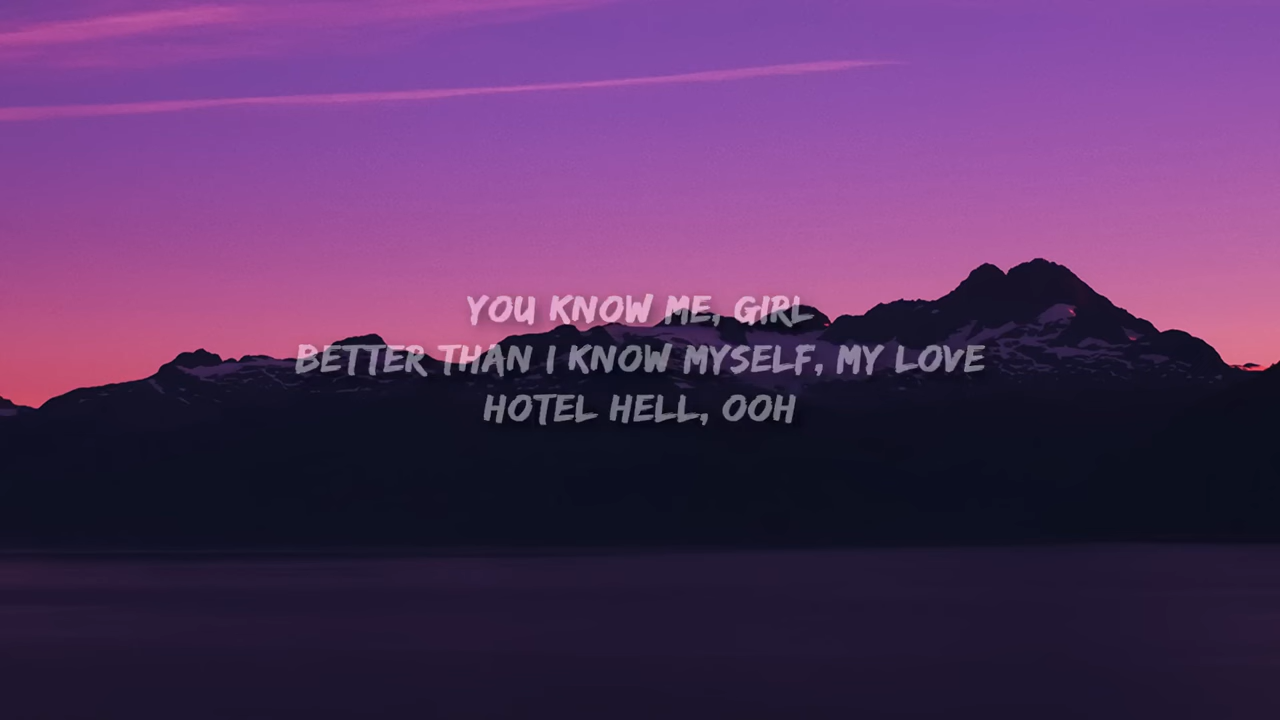 YOU KNOW ME, GIRL
BETTER THAN I KNOW MYSELF, MY LOVE
HOTEL HELL, OOH